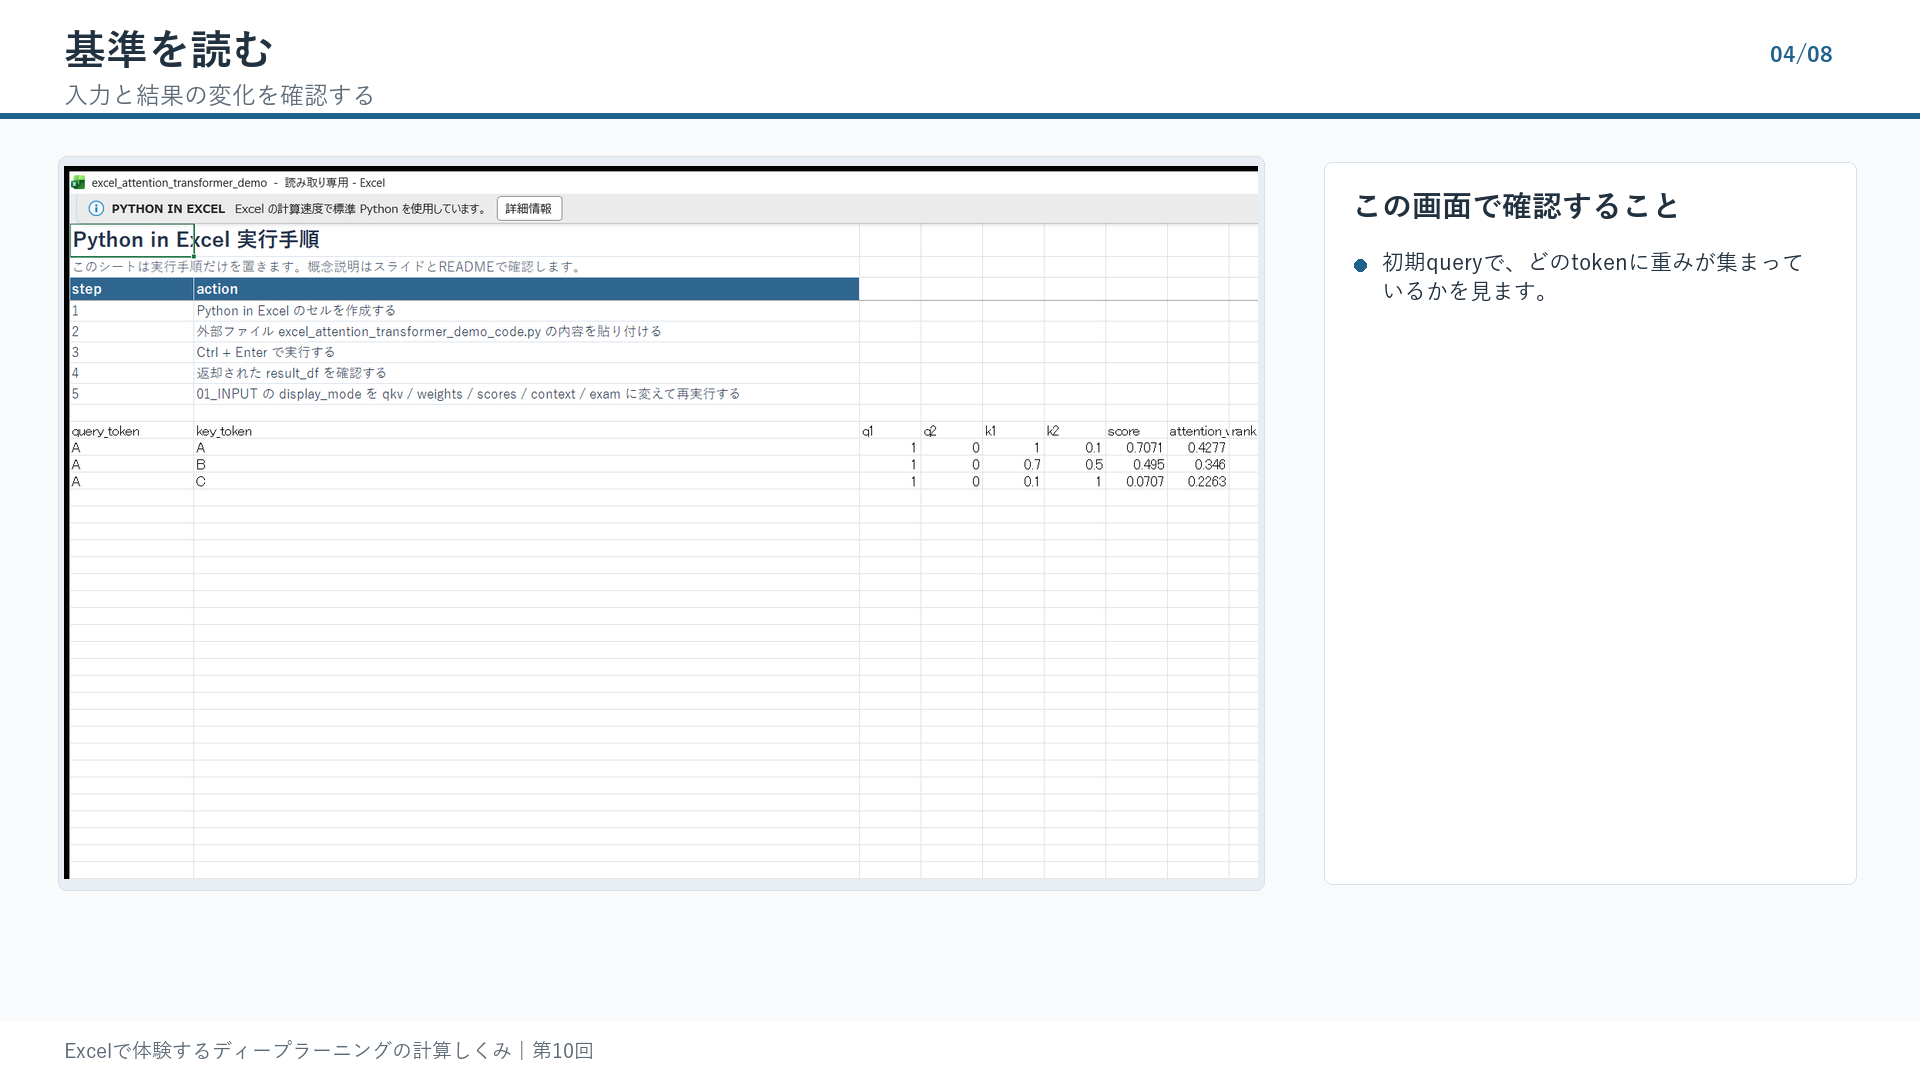 基準を読む
入力と結果の変化を確認する
04/08
excel_attention_transformer_demo - 読み取り専用 - Excel
PYTHON IN EXCEL Excel の計算速度で標準 Python を使用しています。 詳細情報
Python in Excel 実行手順
このシートは実行手順だけを置きます。概念説明はスライドとREADMEで確認します。
step action
1 Python in Excel のセルを作成する
2 外部ファイル excel_attention_transformer_demo_code.py の内容を貼り付ける
3 Ctrl + Enter で実行する
4 返却された result_df を確認する
5 01_INPUT の display_mode を qkv / weights / scores / context / exam に変えて再実行する
query_token key_token q1 q2 k1 k2 score attention_ rank
A A 1 0 1 0.1 0.7071 0.4277
A B 1 0 0.7 0.5 0.495 0.346
A C 1 0 0.1 1 0.0707 0.2263
この画面で確認すること
初期queryで、どのtokenに重みが集まって
いるかを見ます。
Excelで体験するディープラーニングの計算しくみ｜第10回